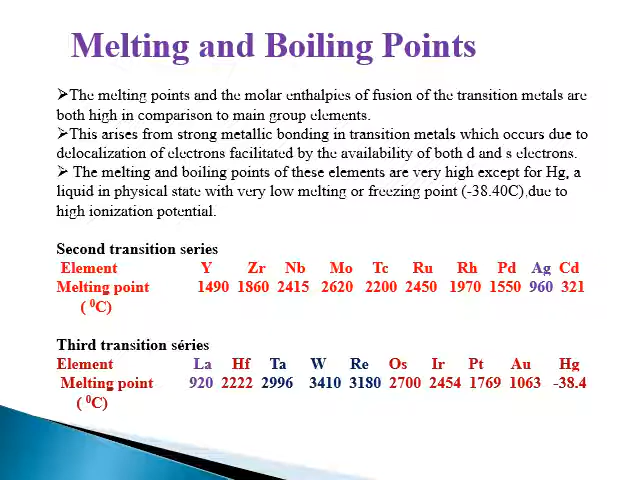 Melting and Boiling Points
➢The melting points and the molar enthalpies of fusion of the transition metals are
both high in comparison to main group elements.
➢This arises from strong metallic bonding in transition metals which occurs due to
delocalization of electrons facilitated by the availability of both d and s electrons.
➢ The melting and boiling points of these elements are very high except for Hg, a
liquid in physical state with very low melting or freezing point (-38.40C),due to
high ionization potential.
Second transition series
Element Y Zr Nb Mo Tc Ru Rh Pd Ag Cd
Melting point 1490 1860 2415 2620 2200 2450 1970 1550 960 321
( ⁰C)
Third transition séries
Element La Hf Ta W Re Os Ir Pt Au Hg
Melting point 920 2222 2996 3410 3180 2700 2454 1769 1063 -38.4
( ⁰C)